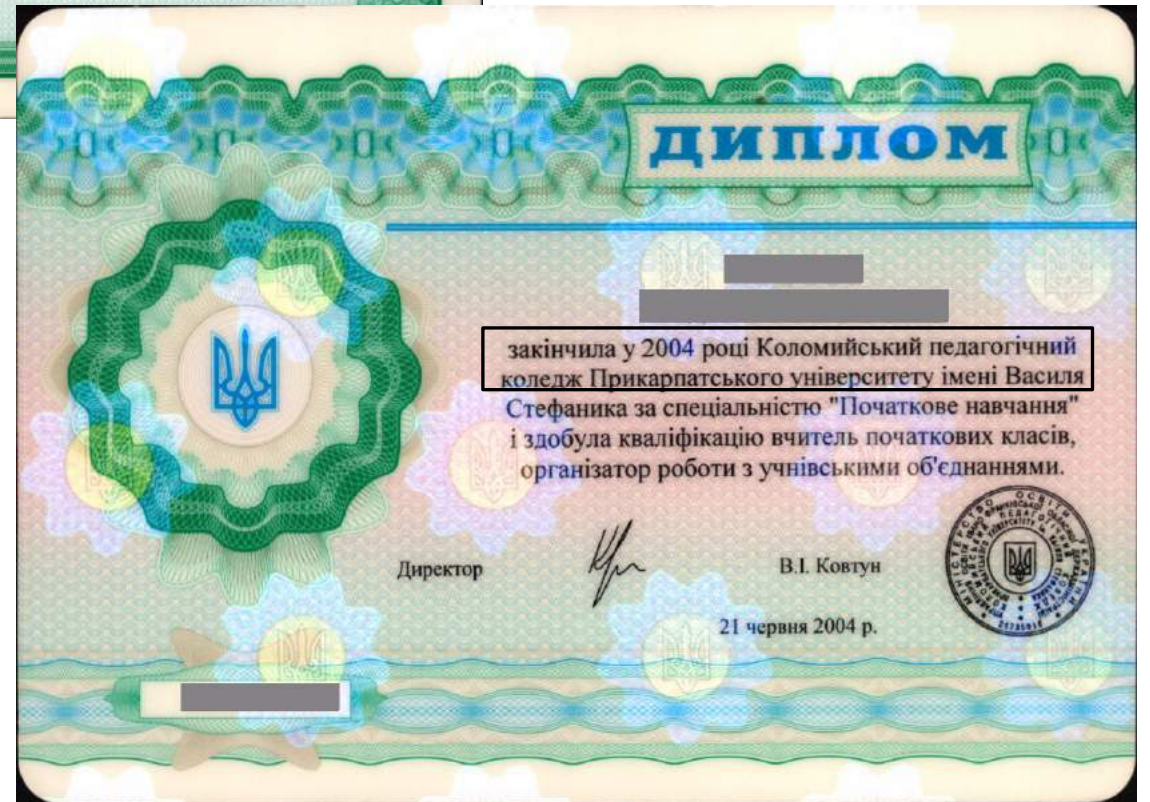 ДИПЛОМ
закінчила у 2004 році Коломийський педагогічний
коледж Прикарпатського університету імені Василя
Стефаника за спеціальністю "Початкове навчання"
і здобула кваліфікацію вчитель початкових класів,
організатор роботи з учнівськими об'єднаннями.
Директор В.І. Ковтун
21 червня 2004 р.